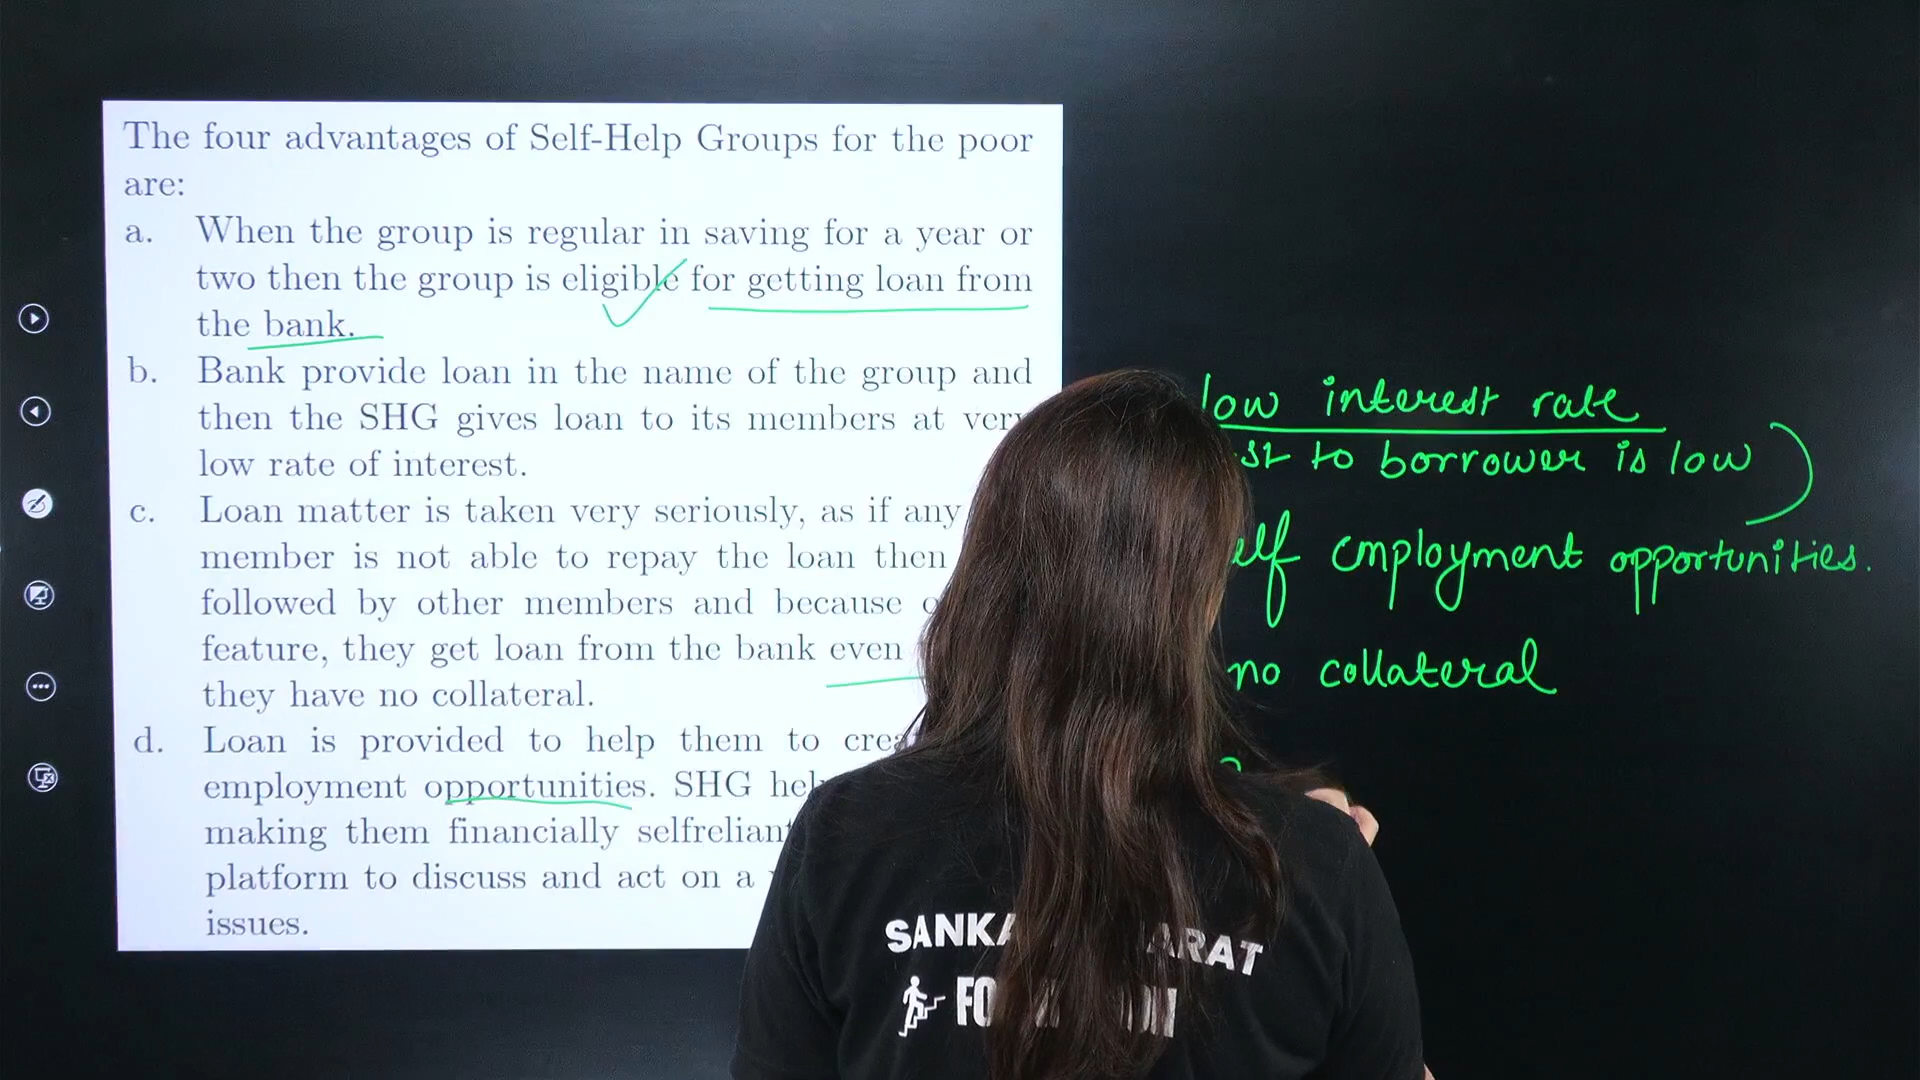 The four advantages of Self-Help Groups for the poor
are:
a. When the group is regular in saving for a year or
two then the group is eligible for getting loan from
the bank.
b. Bank provide loan in the name of the group and
then the SHG gives loan to its members at very
low rate of interest.
c. Loan matter is taken very seriously, as if any
member is not able to repay the loan then
followed by other members and because
feature, they get loan from the bank even
they have no collateral.
d. Loan is provided to help them to
employment opportunities. SHG
making them financially selfreliant
platform to discuss and act on a
issues.
low interest rate
to borrower is low
employment opportunities.
no collateral